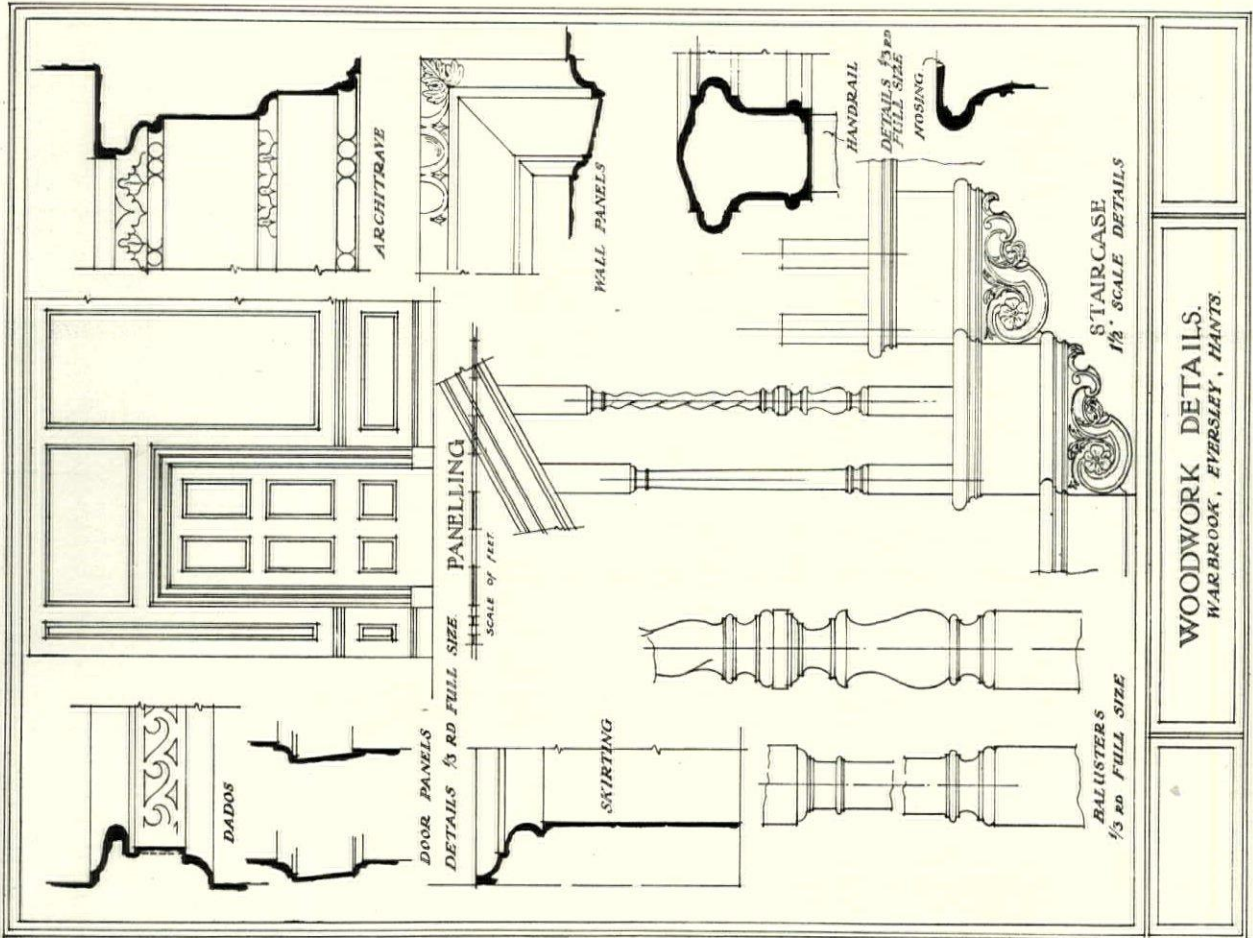 DADOS
DOOR PANELS
DETAILS 1/3 RD FULL SIZE
SKIRTING
BALUSTERS
1/3 RD FULL SIZE
PANELLING
SCALE OF FEET.
ARCHITRAVE
WALL PANELS
HANDRAIL
DETAILS 1/3 RD
FULL SIZE
NOSING.
STAIRCASE
1½" SCALE DETAILS
WOODWORK DETAILS.
WARBROOK, EVERSLEY, HANTS.